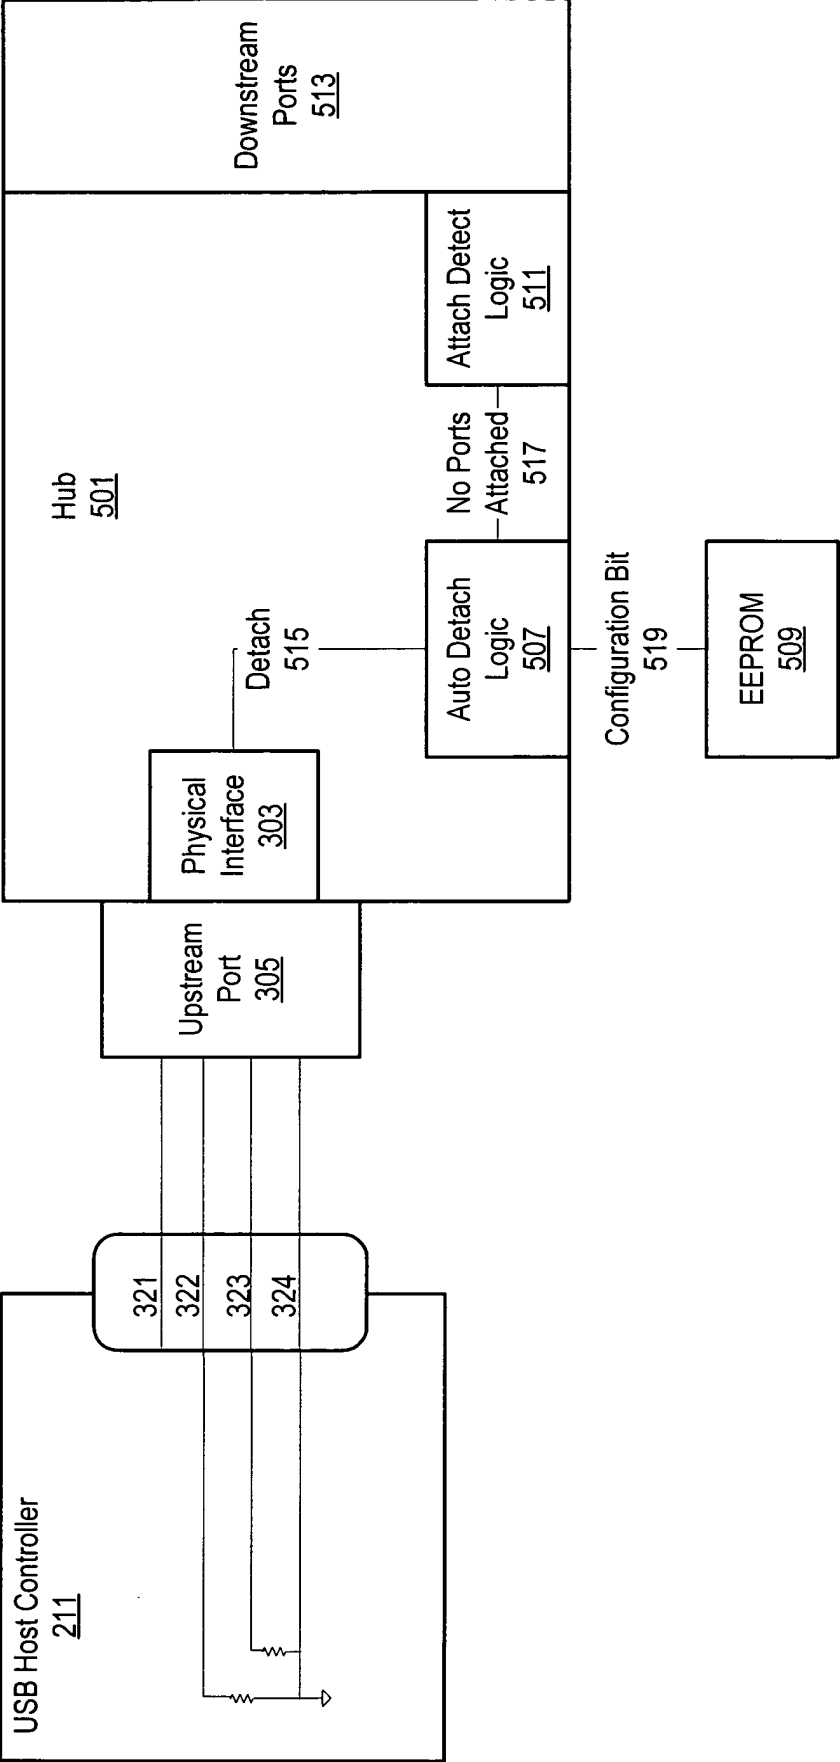 USB Host Controller
211
321
322
323
324
Upstream
Port
305
Physical
Interface
303
Hub
501
Detach
515
Auto Detach
Logic
507
No Ports
Attached
517
Attach Detect
Logic
511
Downstream
Ports
513
Configuration Bit
519
EEPROM
509